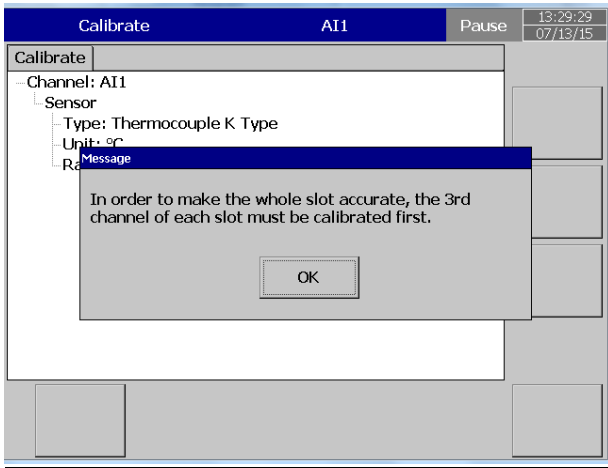 Calibrate AI1 Pause 13:29:29
07/13/15
Calibrate
Channel: AI1
Sensor
Type: Thermocouple K Type
Unit: °C
Message
In order to make the whole slot accurate, the 3rd
channel of each slot must be calibrated first.
OK